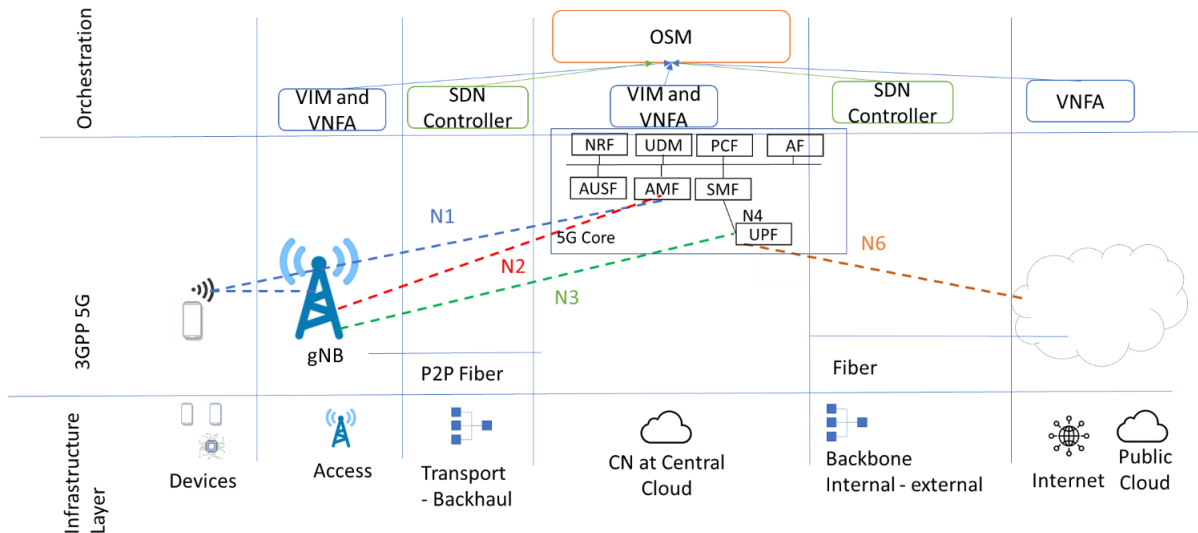 Orchestration
OSM
VIM and
VNFA
SDN
Controller
VIM and
VNFA
SDN
Controller
VNFA
3GPP 5G
NRF
UDM
PCF
AF
AUSF
AMF
SMF
N4
UPF
5G Core
N1
N2
N3
N6
gNB
P2P Fiber
Fiber
Infrastructure
Layer
Devices
Access
Transport
- Backhaul
CN at Central
Cloud
Backbone
Internal - external
Internet
Public
Cloud